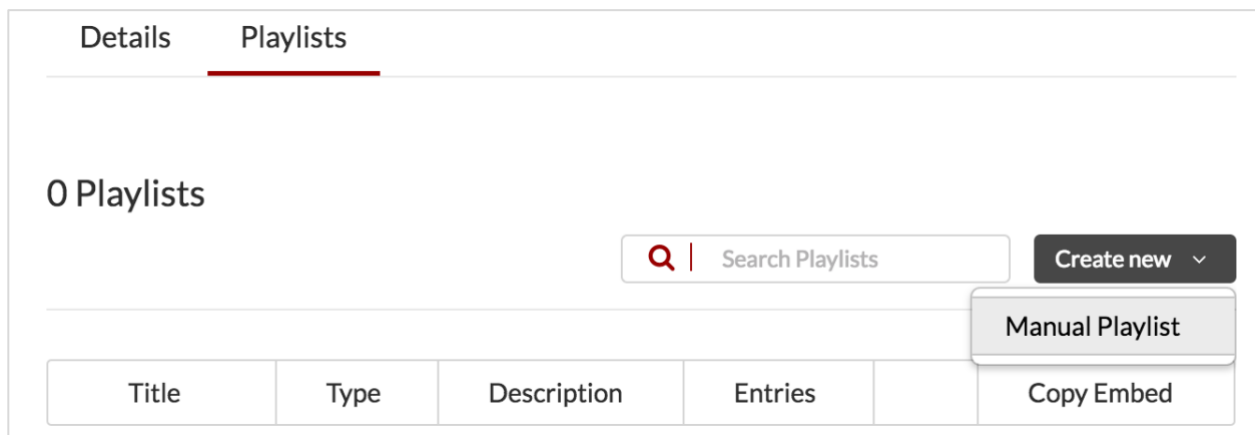 Details Playlists
0 Playlists
Search Playlists Create new
Manual Playlist
Title Type Description Entries Copy Embed